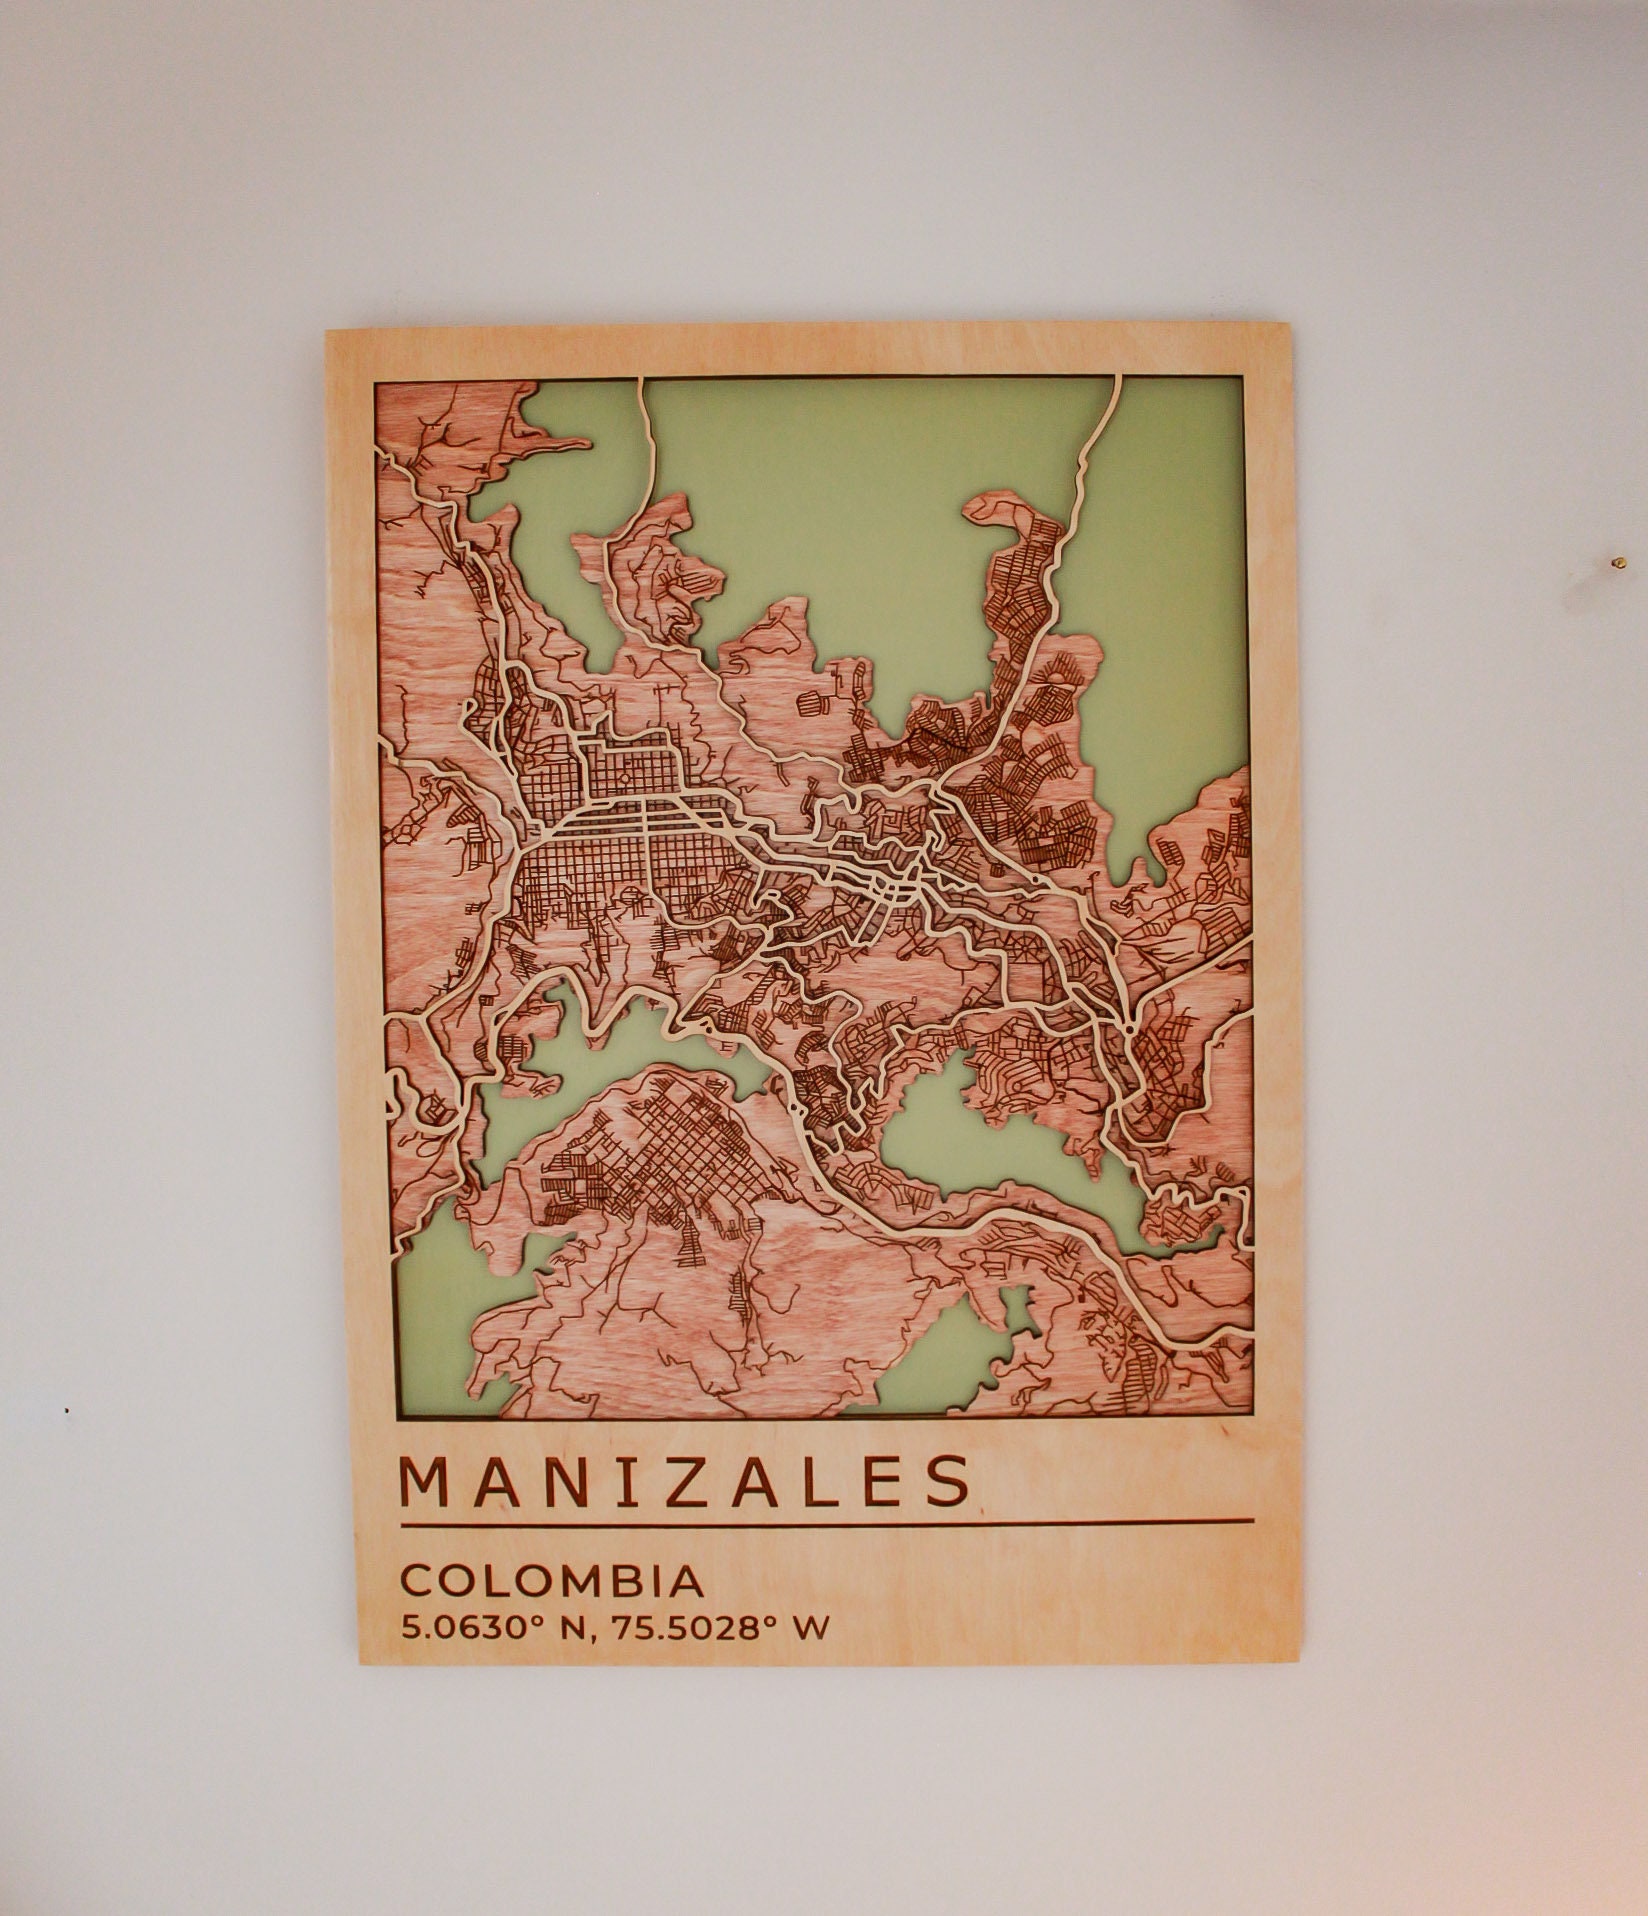 MANIZALES
COLOMBIA
5.0630° N, 75.5028° W